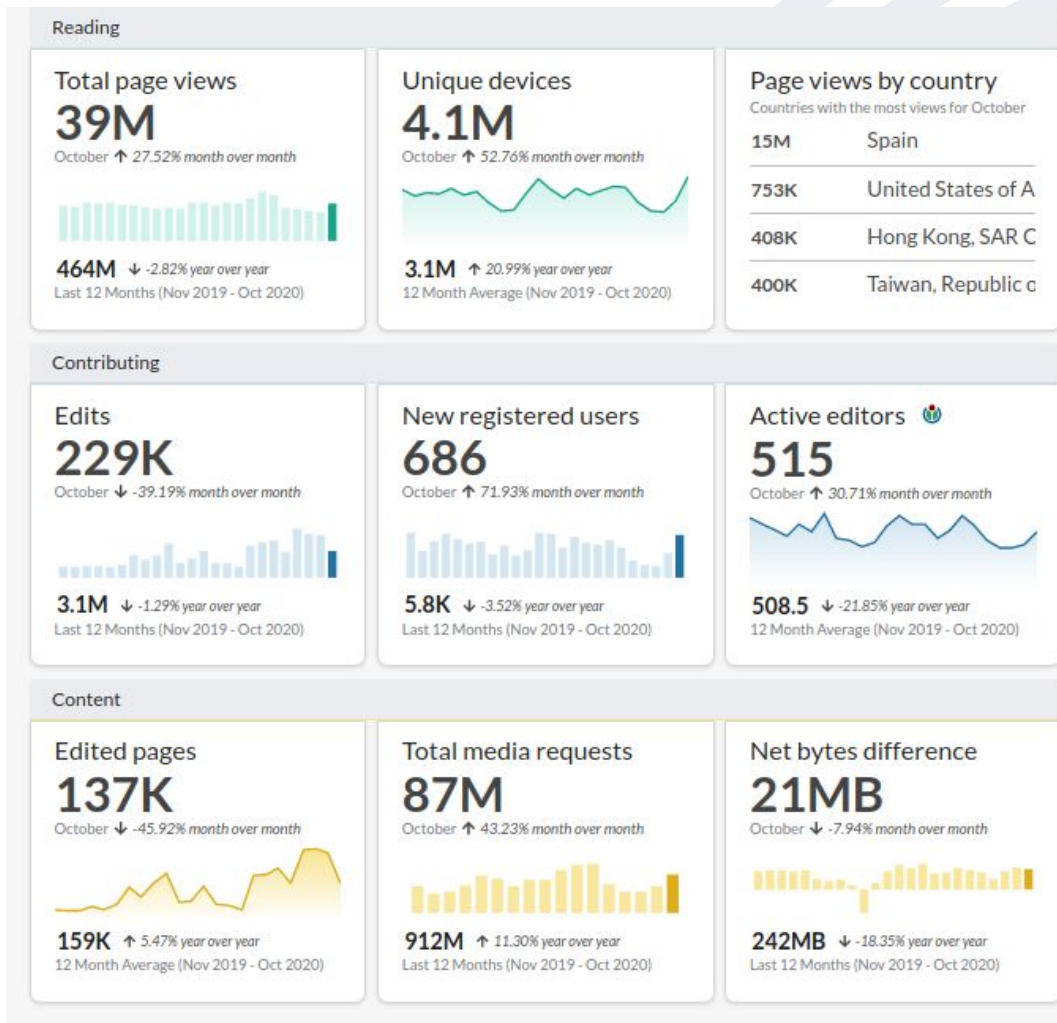 Reading
Total page views
39M
October ↑ 27.52% month over month
464M ↓ -2.82% year over year
Last 12 Months (Nov 2019 - Oct 2020)
Unique devices
4.1M
October ↑ 52.76% month over month
3.1M ↑ 20.99% year over year
12 Month Average (Nov 2019 - Oct 2020)
Page views by country
Countries with the most views for October
15M Spain
753K United States of A
408K Hong Kong, SAR C
400K Taiwan, Republic o
Contributing
Edits
229K
October ↓ -39.19% month over month
3.1M ↓ -1.29% year over year
Last 12 Months (Nov 2019 - Oct 2020)
New registered users
686
October ↑ 71.93% month over month
5.8K ↓ -3.52% year over year
Last 12 Months (Nov 2019 - Oct 2020)
Active editors
515
October ↑ 30.71% month over month
508.5 ↓ -21.85% year over year
12 Month Average (Nov 2019 - Oct 2020)
Content
Edited pages
137K
October ↓ -45.92% month over month
159K ↑ 5.47% year over year
12 Month Average (Nov 2019 - Oct 2020)
Total media requests
87M
October ↑ 43.23% month over month
912M ↑ 11.30% year over year
Last 12 Months (Nov 2019 - Oct 2020)
Net bytes difference
21MB
October ↓ -7.94% month over month
242MB ↓ -18.35% year over year
Last 12 Months (Nov 2019 - Oct 2020)